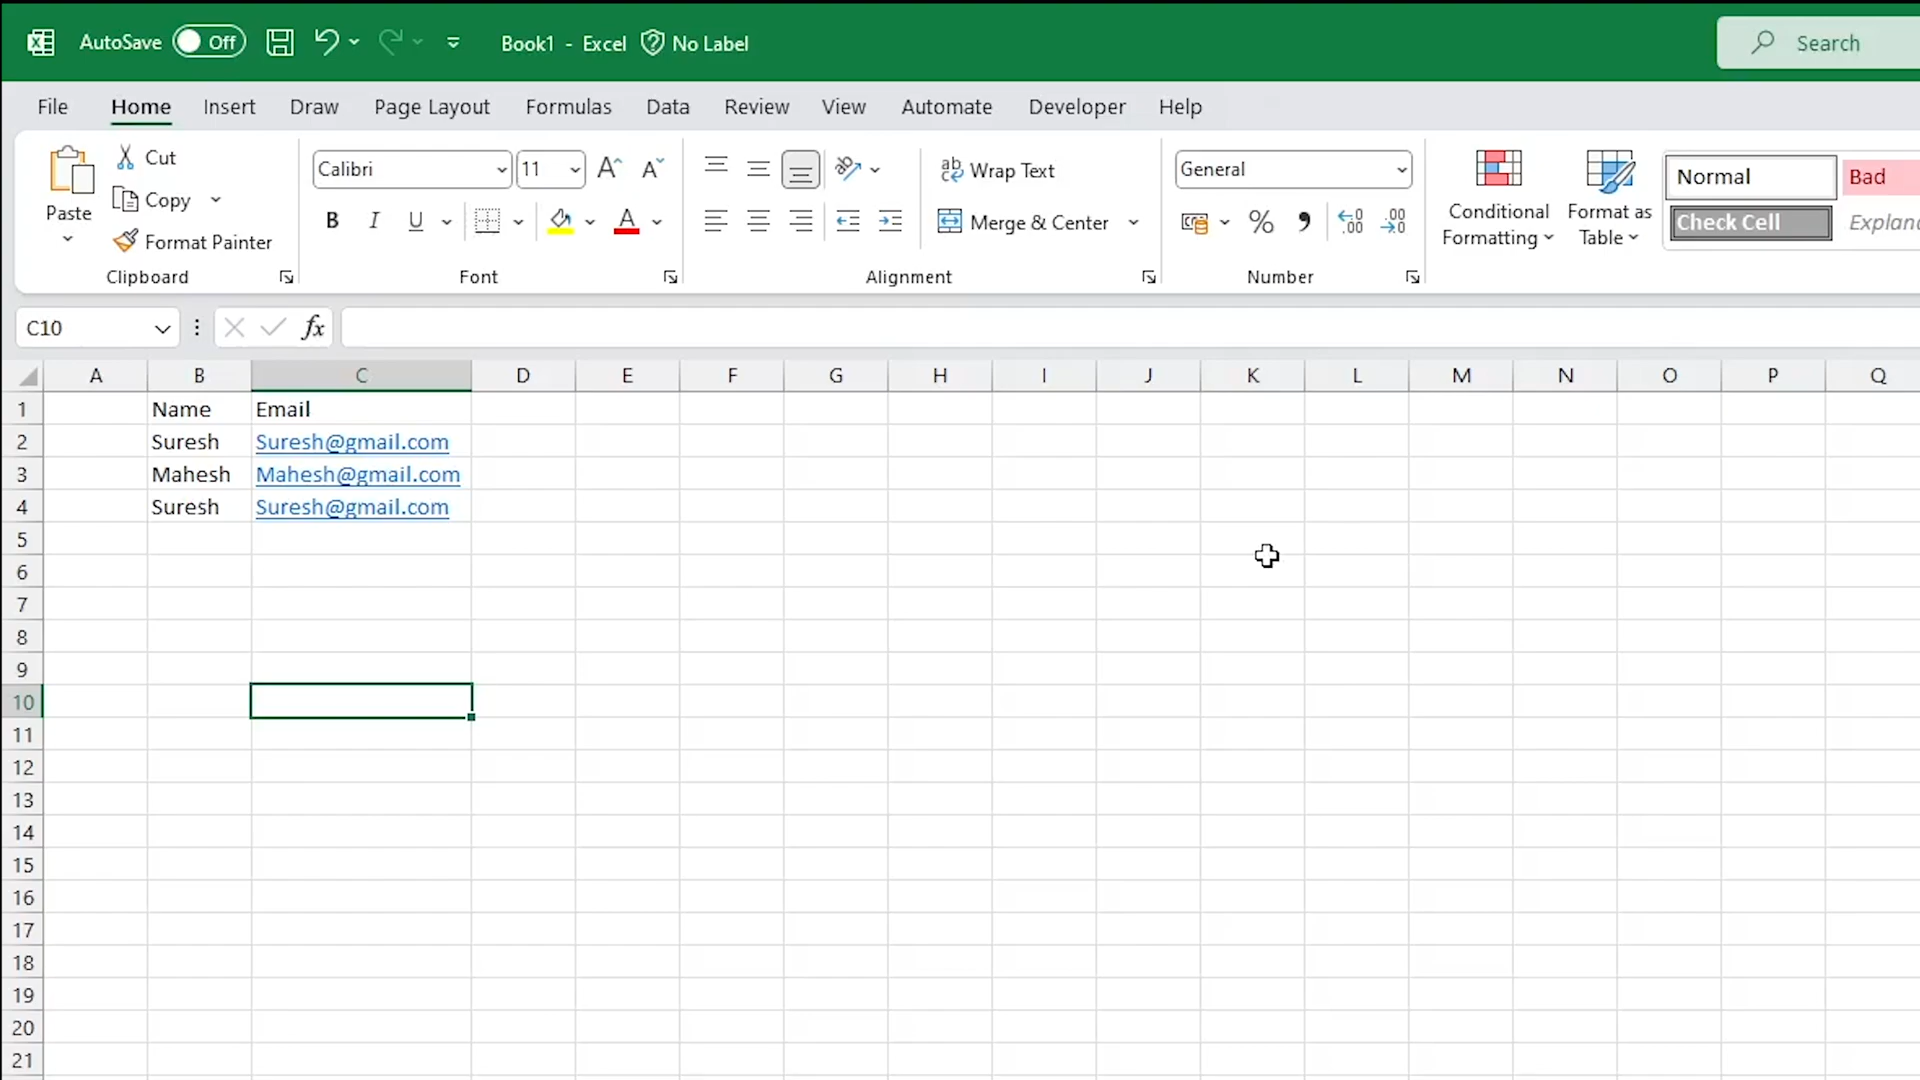 AutoSave Off Book1 - Excel No Label Search
File Home Insert Draw Page Layout Formulas Data Review View Automate Developer Help
Paste Cut Copy Format Painter Clipboard
Calibri 11 B I U A Font
ab Wrap Text Merge & Center Alignment
General % Number
Conditional Formatting Format as Table
Normal Bad
Check Cell
C10 fx
A B C D E F G H I J K L M N O P Q
1 Name Email
2 Suresh Suresh@gmail.com
3 Mahesh Mahesh@gmail.com
4 Suresh Suresh@gmail.com
5
6
7
8
9
10
11
12
13
14
15
16
17
18
19
20
21